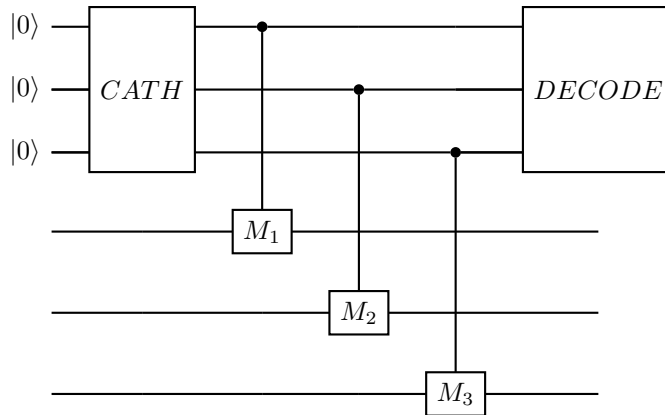 |0⟩
|0⟩ CATH DECODE
|0⟩
M₁
M₂
M₃